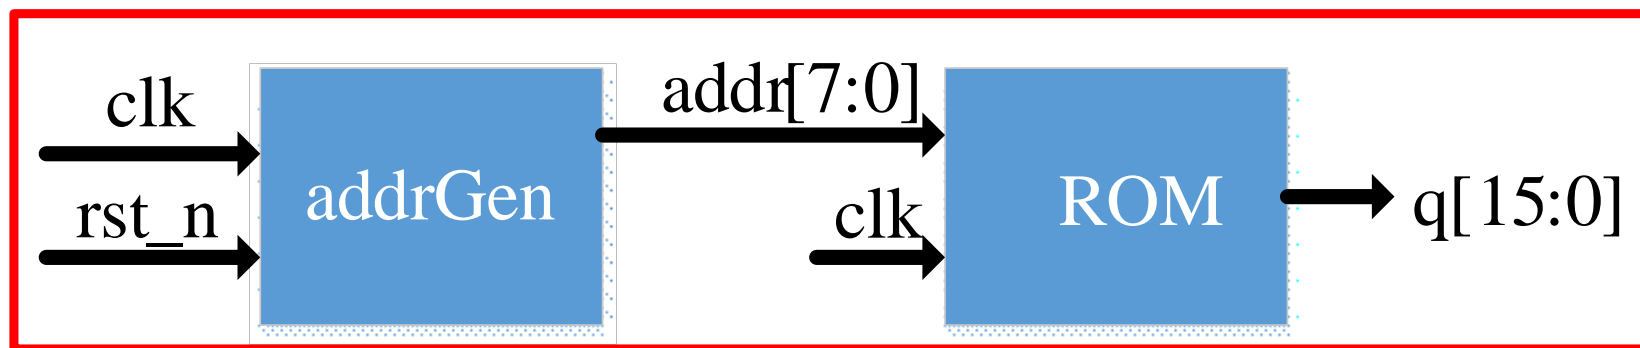 clk
rst_n
addrGen
addr[7:0]
clk
ROM
q[15:0]